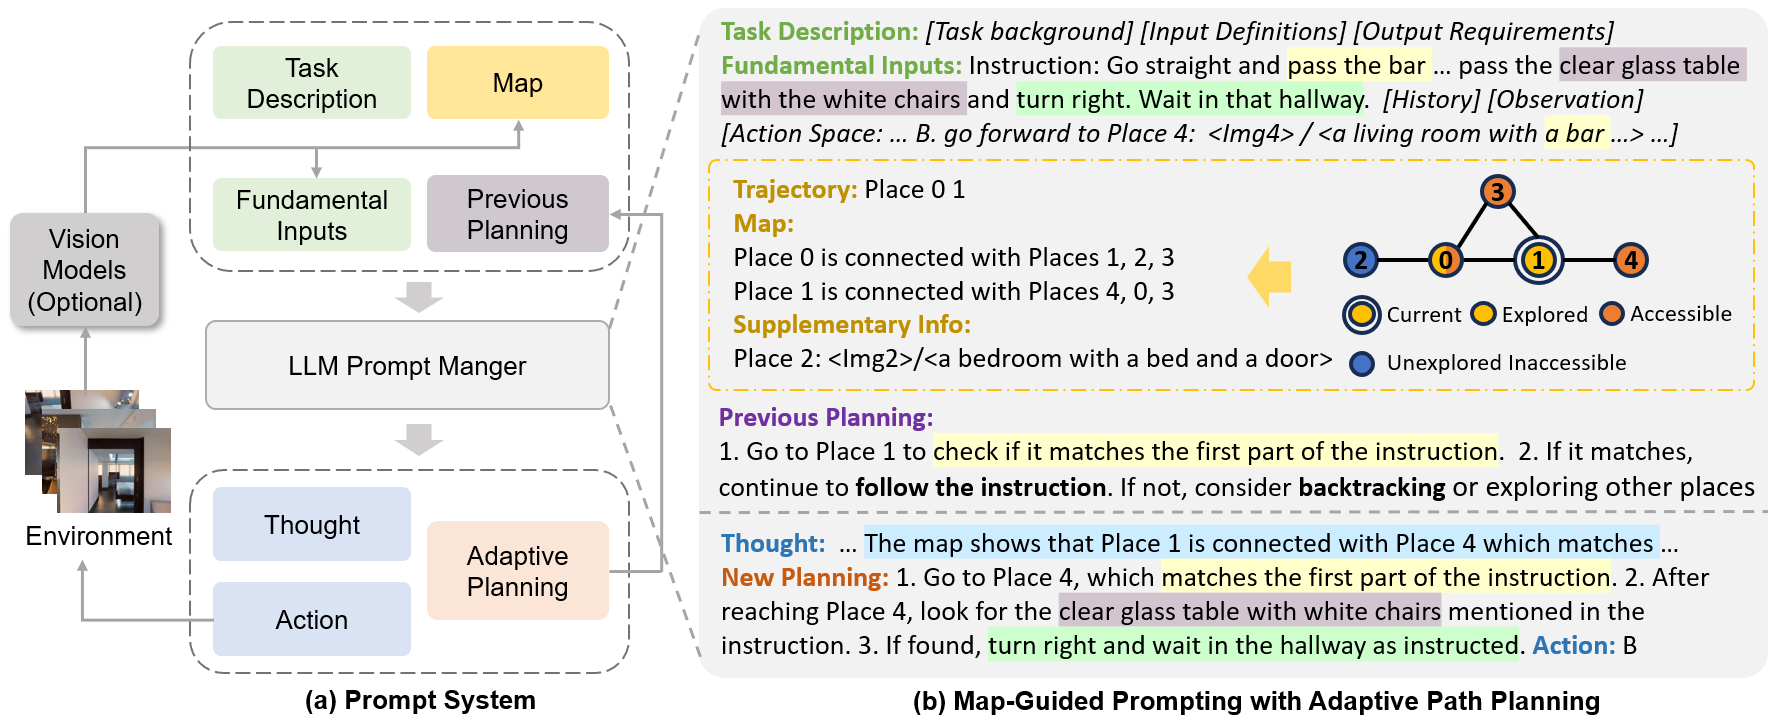 Task
Description
Map
Fundamental
Inputs
Previous
Planning
Vision
Models
(Optional)
LLM Prompt Manger
Environment
Thought
Action
Adaptive
Planning
(a) Prompt System
Task Description: [Task background] [Input Definitions] [Output Requirements]
Fundamental Inputs: Instruction: Go straight and pass the bar ... pass the clear glass table
with the white chairs and turn right. Wait in that hallway. [History] [Observation]
[Action Space: ... B. go forward to Place 4: <Img4> / <a living room with a bar ...> ...]
Trajectory: Place 0 1
Map:
Place 0 is connected with Places 1, 2, 3
Place 1 is connected with Places 4, 0, 3
Supplementary Info:
Place 2: <Img2>/<a bedroom with a bed and a door>
3
2 0 1 4
Current Explored Accessible
Unexplored Inaccessible
Previous Planning:
1. Go to Place 1 to check if it matches the first part of the instruction. 2. If it matches,
continue to follow the instruction. If not, consider backtracking or exploring other places
Thought: ... The map shows that Place 1 is connected with Place 4 which matches ...
New Planning: 1. Go to Place 4, which matches the first part of the instruction. 2. After
reaching Place 4, look for the clear glass table with white chairs mentioned in the
instruction. 3. If found, turn right and wait in the hallway as instructed. Action: B
(b) Map-Guided Prompting with Adaptive Path Planning